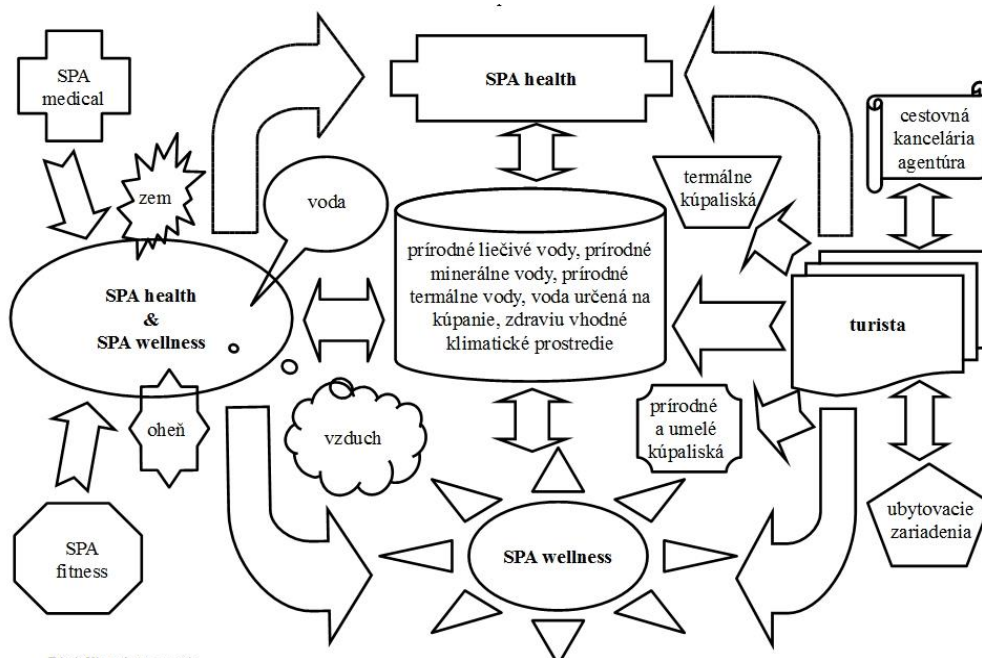 SPA
medical
SPA health
cestovná
kancelária
agentúra
zem
voda
termálne
kúpaliská
prírodné liečivé vody, prírodné
minerálne vody, prírodné
termálne vody, voda určená na
kúpanie, zdraviu vhodné
klimatické prostredie
SPA health
&
SPA wellness
turista
oheň
vzduch
prírodné
a umelé
kúpaliská
SPA
fitness
SPA wellness
ubytovacie
zariadenia